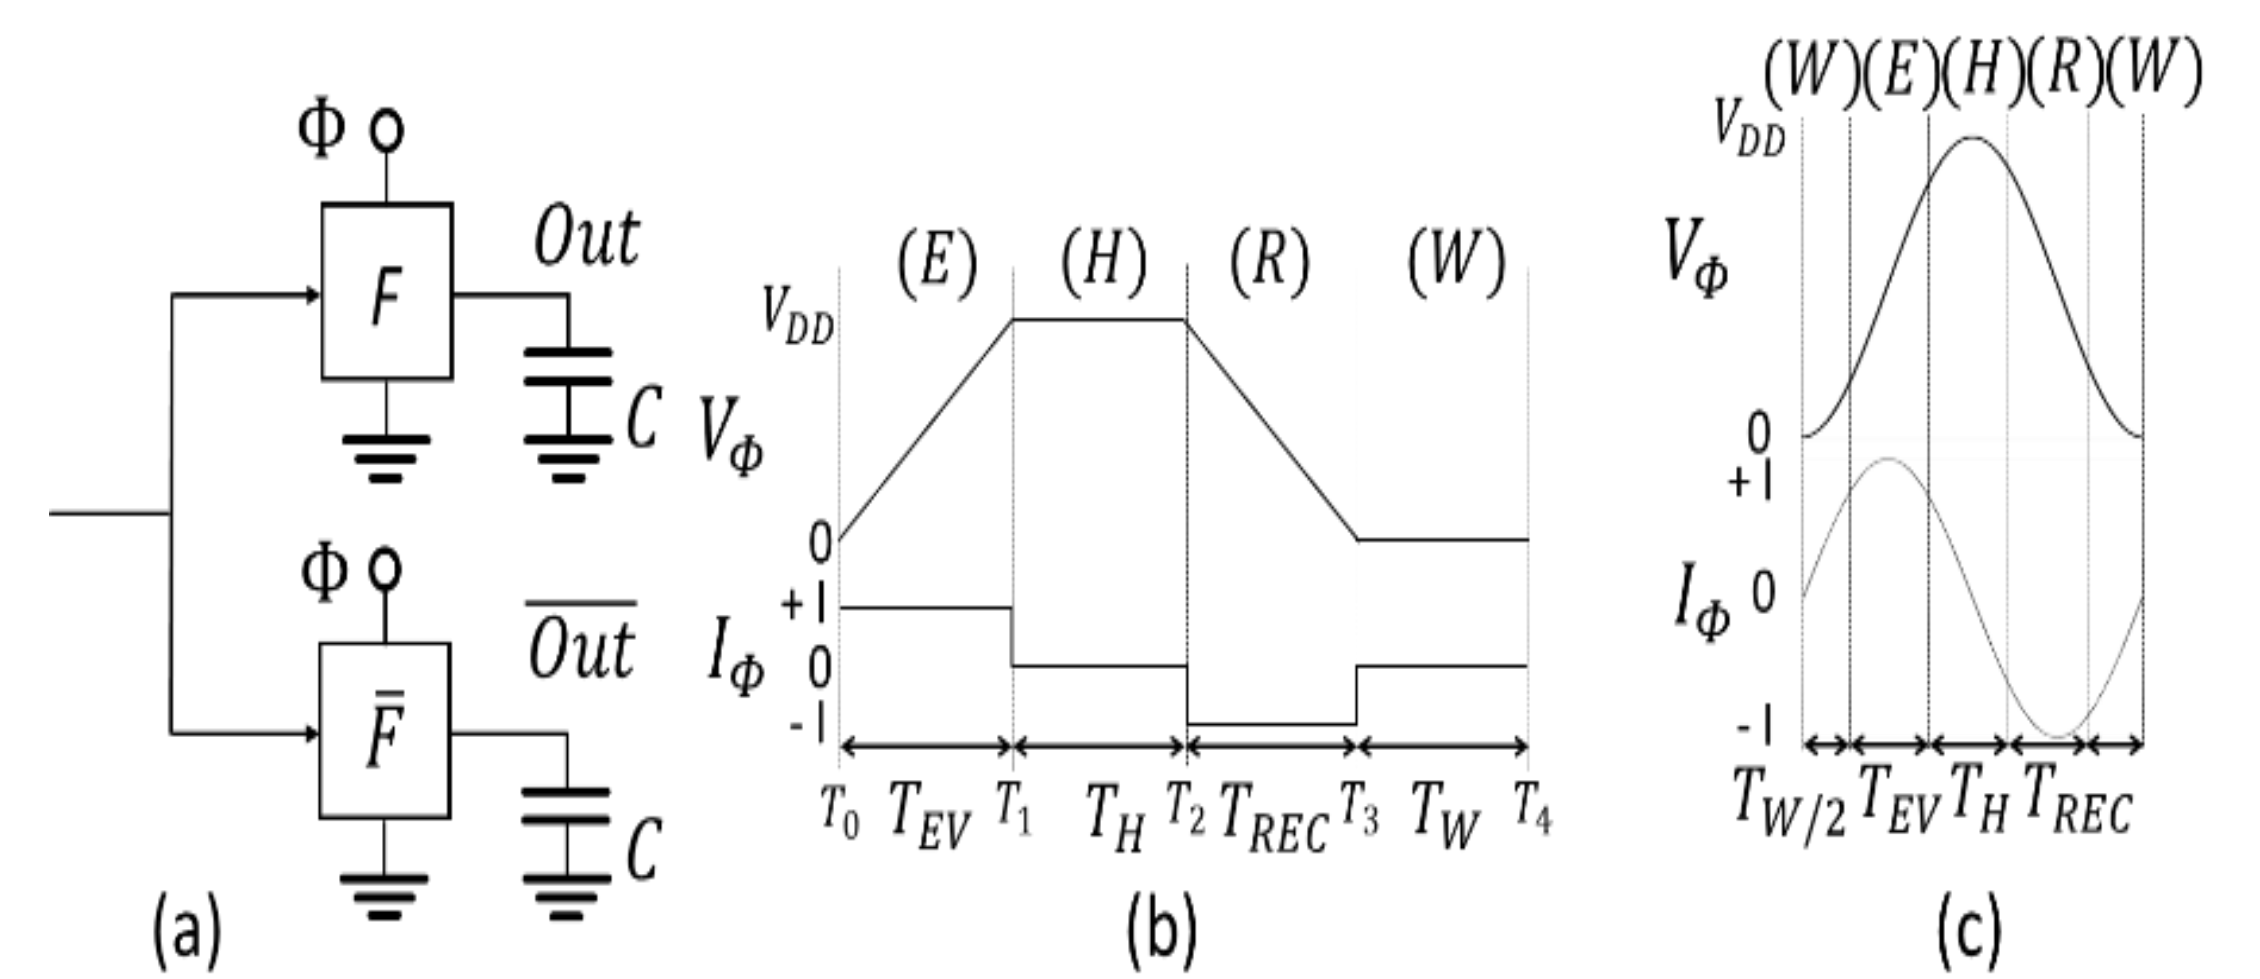 Φ
Out
F
C
Φ
O̅u̅t̅
F̅
C
(a)
(E) (H) (R) (W)
V_DD
V_Φ
0
+I
I_Φ 0
-I
T_0 T_EV T_1 T_H T_2 T_REC T_3 T_W T_4
(b)
(W)(E)(H)(R)(W)
V_DD
V_Φ
0
+I
I_Φ 0
-I
T_W/2 T_EV T_H T_REC
(c)